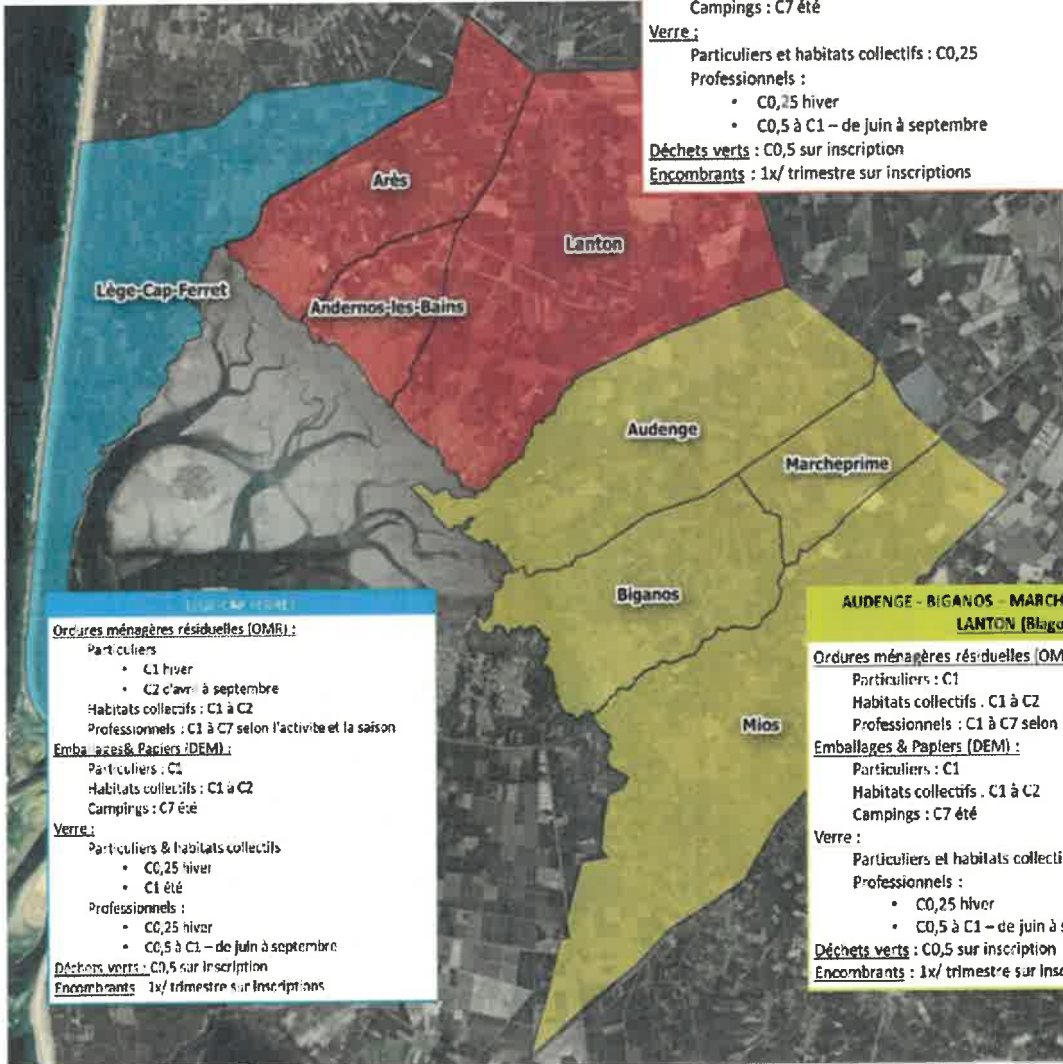 Campings : C7 été
Verre :
Particuliers et habitats collectifs : C0,25
Professionnels :
• C0,25 hiver
• C0,5 à C1 – de juin à septembre
Déchets verts : C0,5 sur inscription
Encombrants : 1x/ trimestre sur inscriptions
Arès
Lanton
Lège-Cap-Ferret
Andernos-les-Bains
Audenge
Marcheprime
Biganos
Mios
LEGE-CAP FERRET
Ordures ménagères résiduelles (OMR) :
Particuliers
• C1 hiver
• C2 d'avril à septembre
Habitats collectifs : C1 à C2
Professionnels : C1 à C7 selon l'activite et la saison
Emballages& Papiers (DEM) :
Particuliers : C1
Habitats collectifs : C1 à C2
Campings : C7 été
Verre :
Particuliers & habitats collectifs
• C0,25 hiver
• C1 été
Professionnels :
• C0,25 hiver
• C0,5 à C1 – de juin à septembre
Déchets verts : C0,5 sur inscription
Encombrants 1x/ trimestre sur inscriptions
AUDENGE - BIGANOS - MARCH
LANTON (Blago
Ordures ménagères résiduelles (OM
Particuliers : C1
Habitats collectifs . C1 à C2
Professionnels : C1 à C7 selon
Emballages & Papiers (DEM) :
Particuliers : C1
Habitats collectifs . C1 à C2
Campings : C7 été
Verre :
Particuliers et habitats collecti
Professionnels :
• C0,25 hiver
• C0,5 à C1 – de juin à s
Déchets verts : C0,5 sur inscription
Encombrants : 1x/ trimestre sur insc